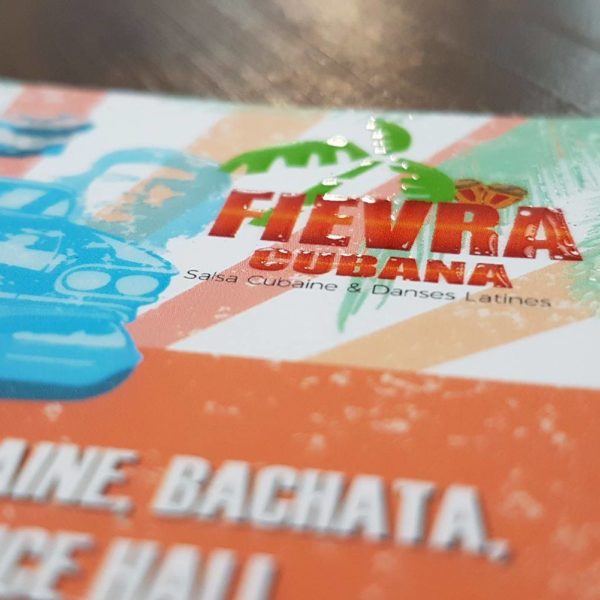 FIEVRA
CUBANA
Salsa Cubaine & Danses Latines
AINE, BACHATA,
CE HALL